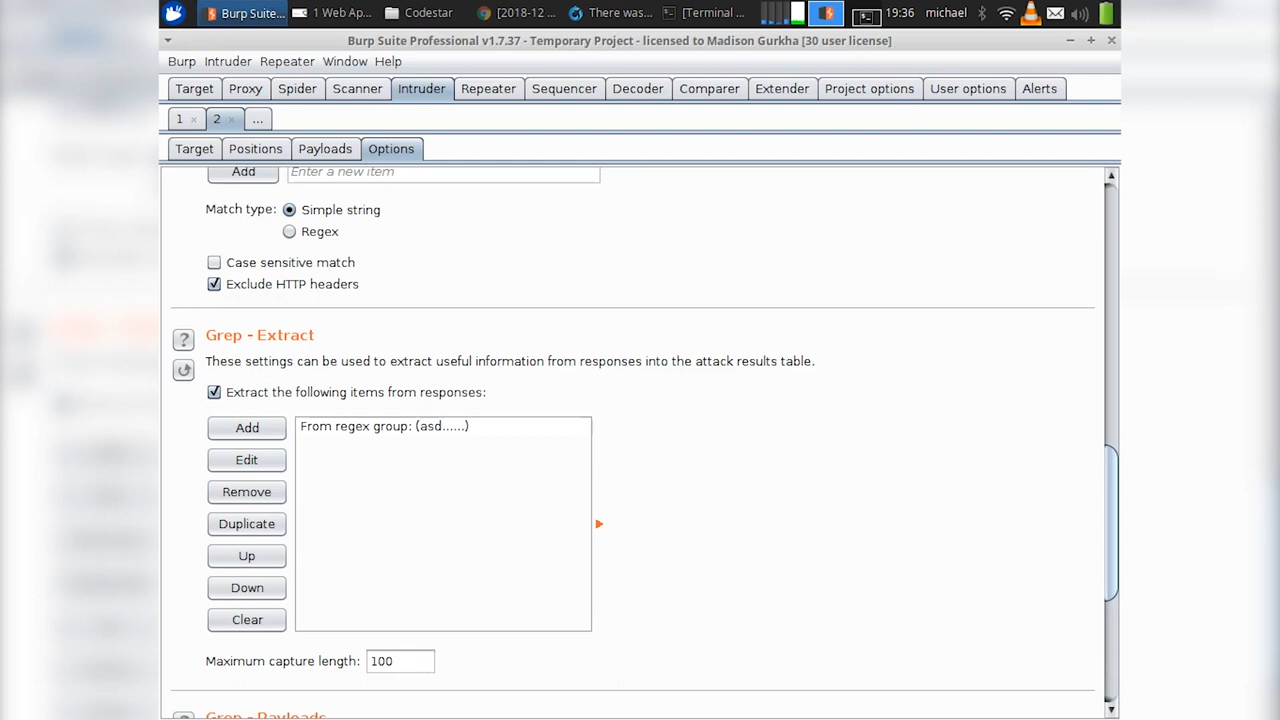 Burp Suite... 1 Web Ap... Codestar [2018-12 ... There was... [Terminal ... 19:36 michael
Burp Suite Professional v1.7.37 - Temporary Project - licensed to Madison Gurkha [30 user license]
Burp Intruder Repeater Window Help
Target Proxy Spider Scanner Intruder Repeater Sequencer Decoder Comparer Extender Project options User options Alerts
1 × 2 × ...
Target Positions Payloads Options
Add Enter a new item
Match type: Simple string
Regex
Case sensitive match
Exclude HTTP headers
? Grep - Extract
These settings can be used to extract useful information from responses into the attack results table.
Extract the following items from responses:
Add From regex group: (asd......)
Edit
Remove
Duplicate
Up
Down
Clear
Maximum capture length: 100
Grep - Payloads